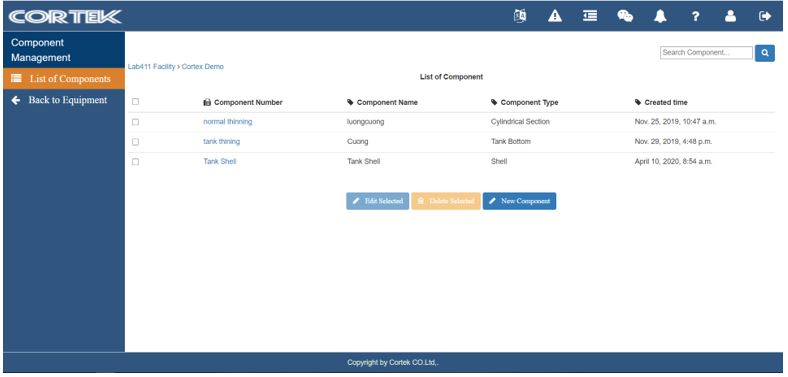 CORTEK
Component
Management
List of Components
Back to Equipment
Search Component...
Lab411 Facility › Cortex Demo
List of Component
Component Number Component Name Component Type Created time
normal thinning luongcuong Cylindrical Section Nov. 25, 2019, 10:47 a.m.
tank thining Cuong Tank Bottom Nov. 29, 2019, 4:48 p.m.
Tank Shell Tank Shell Shell April 10, 2020, 8:54 a.m.
Edit Selected Delete Selected New Component
Copyright by Cortek CO.Ltd,.